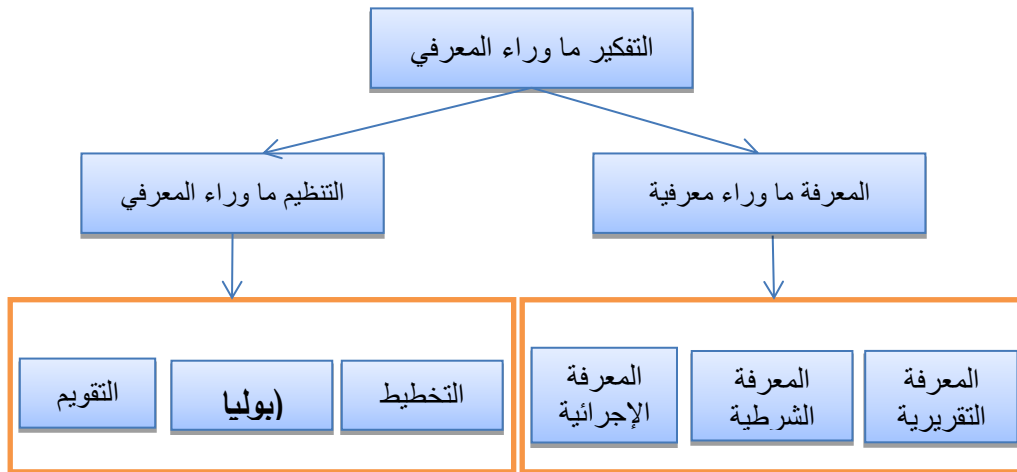 التفكير ما وراء المعرفي
المعرفة ما وراء معرفية
التنظيم ما وراء المعرفي
المعرفة
التقريرية
المعرفة
الشرطية
المعرفة
الإجرائية
التخطيط
(بوليا
التقويم